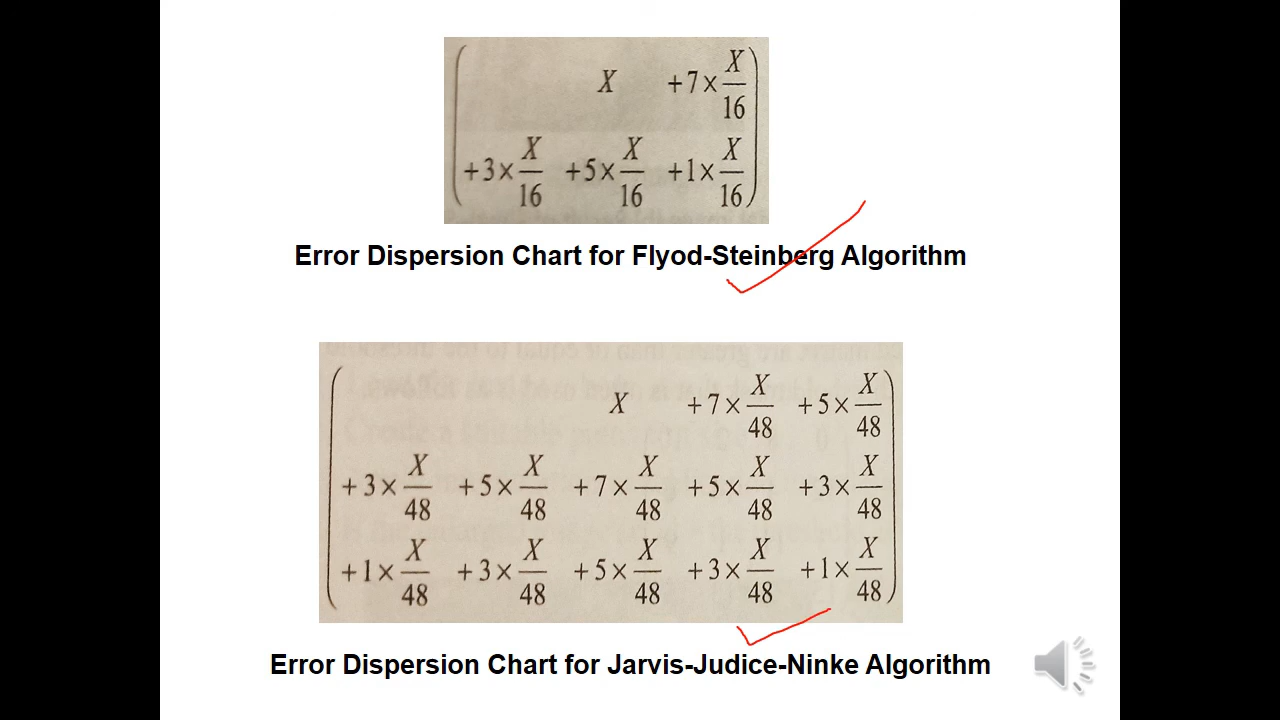 X +7× X/16
+3× X/16 +5× X/16 +1× X/16
Error Dispersion Chart for Flyod-Steinberg Algorithm
X +7× X/48 +5× X/48
+3× X/48 +5× X/48 +7× X/48 +5× X/48 +3× X/48
+1× X/48 +3× X/48 +5× X/48 +3× X/48 +1× X/48
Error Dispersion Chart for Jarvis-Judice-Ninke Algorithm